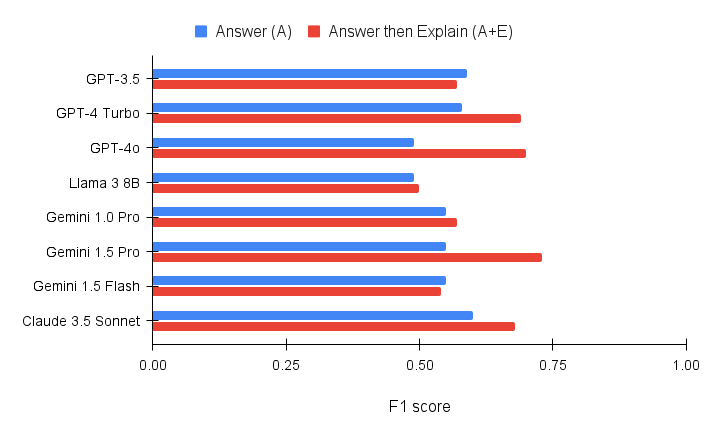 Answer (A) Answer then Explain (A+E)
GPT-3.5
GPT-4 Turbo
GPT-4o
Llama 3 8B
Gemini 1.0 Pro
Gemini 1.5 Pro
Gemini 1.5 Flash
Claude 3.5 Sonnet
0.00 0.25 0.50 0.75 1.00
F1 score